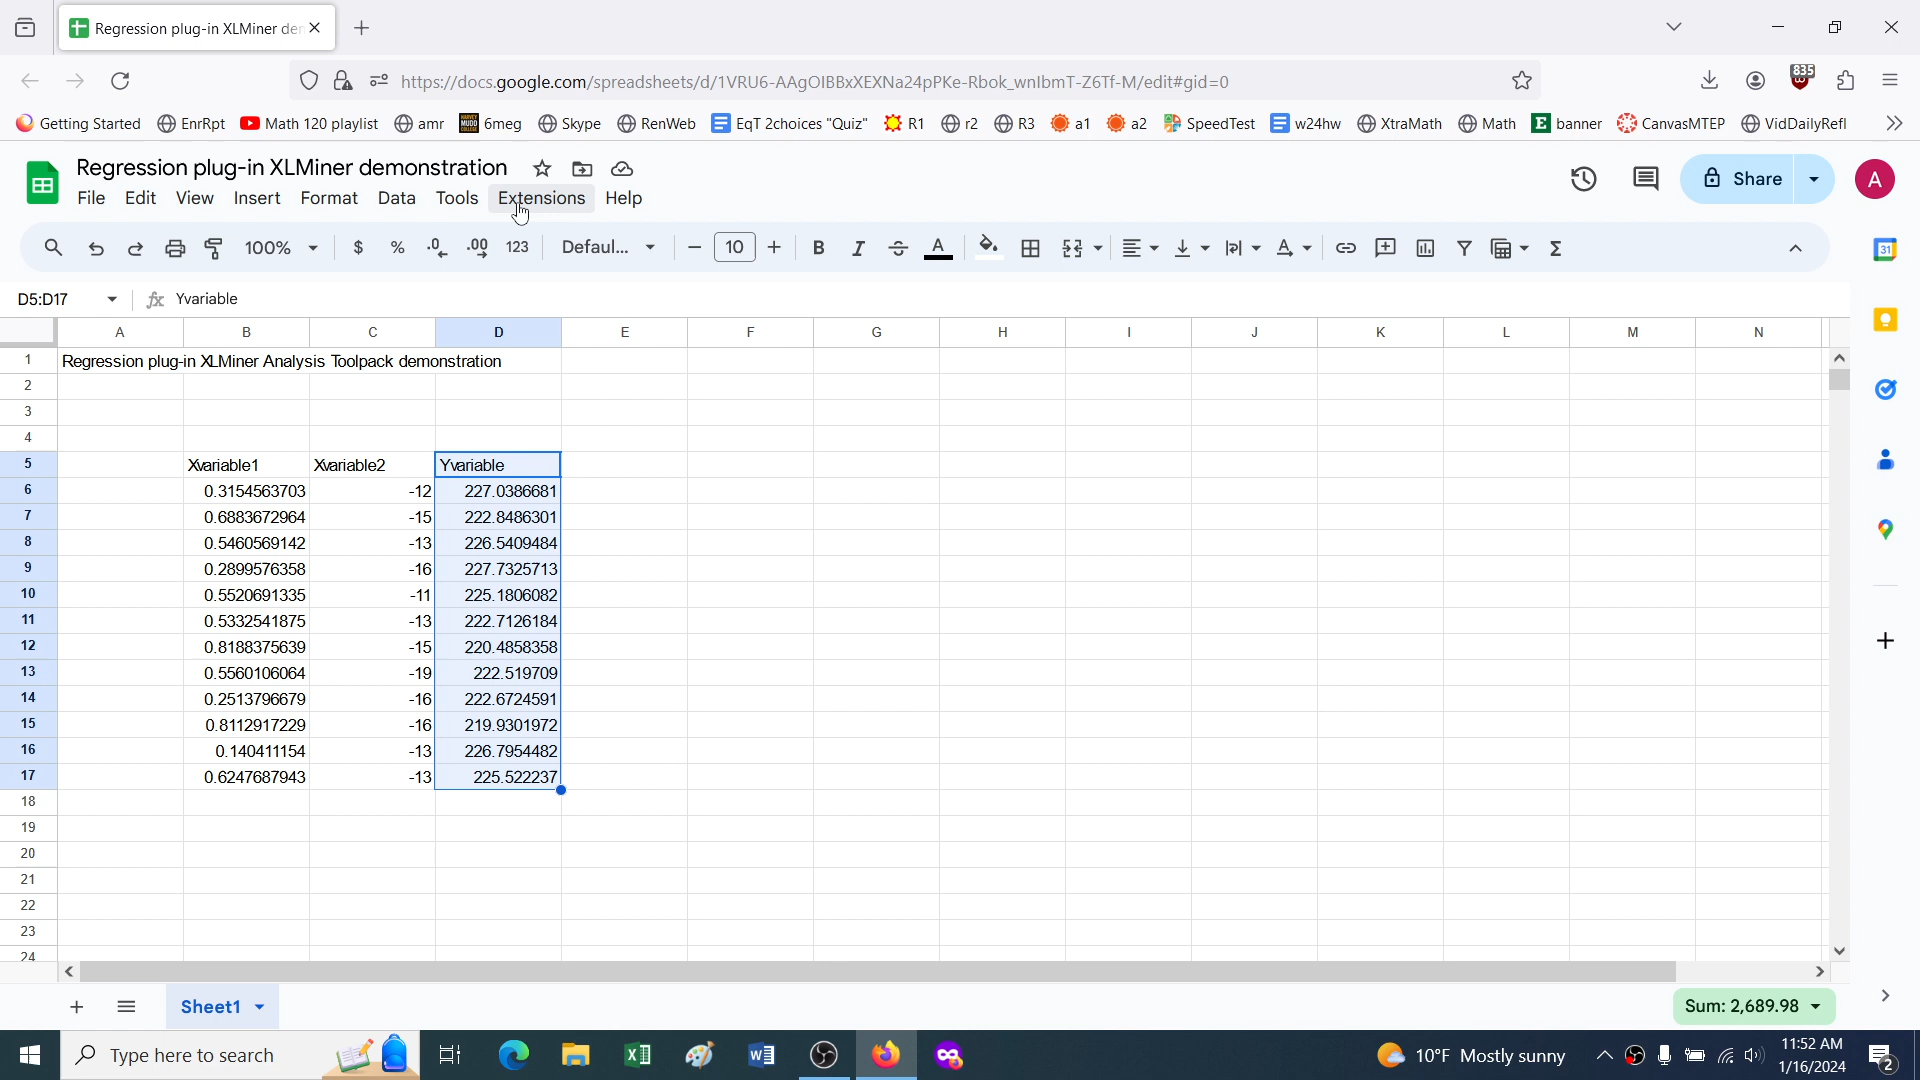 Regression plug-in XLMiner der
https://docs.google.com/spreadsheets/d/1VRU6-AAgOIBBxXEXNa24pPKe-Rbok_wnlbmT-Z6Tf-M/edit#gid=0
835
Getting Started EnrRpt Math 120 playlist amr 6meg Skype RenWeb EqT 2choices "Quiz" R1 r2 R3 a1 a2 SpeedTest w24hw XtraMath Math banner CanvasMTEP VidDailyRefl
Regression plug-in XLMiner demonstration
File Edit View Insert Format Data Tools Extensions Help
Share A
100% $ % .0 .00 123 Defaul... 10 B I S A Σ
31
D5:D17 fx Yvariable
A B C D E F G H I J K L M N
1 Regression plug-in XLMiner Analysis Toolpack demonstration
2
3
4
5 Xvariable1 Xvariable2 Yvariable
6 0.3154563703 -12 227.0386681
7 0.6883672964 -15 222.8486301
8 0.5460569142 -13 226.5409484
9 0.2899576358 -16 227.7325713
10 0.5520691335 -11 225.1806082
11 0.5332541875 -13 222.7126184
12 0.8188375639 -15 220.4858358
13 0.5560106064 -19 222.519709
14 0.2513796679 -16 222.6724591
15 0.8112917229 -16 219.9301972
16 0.140411154 -13 226.7954482
17 0.6247687943 -13 225.522237
18
19
20
21
22
23
24
Sheet1 Sum: 2,689.98
Type here to search 10°F Mostly sunny 11:52 AM
1/16/2024 2